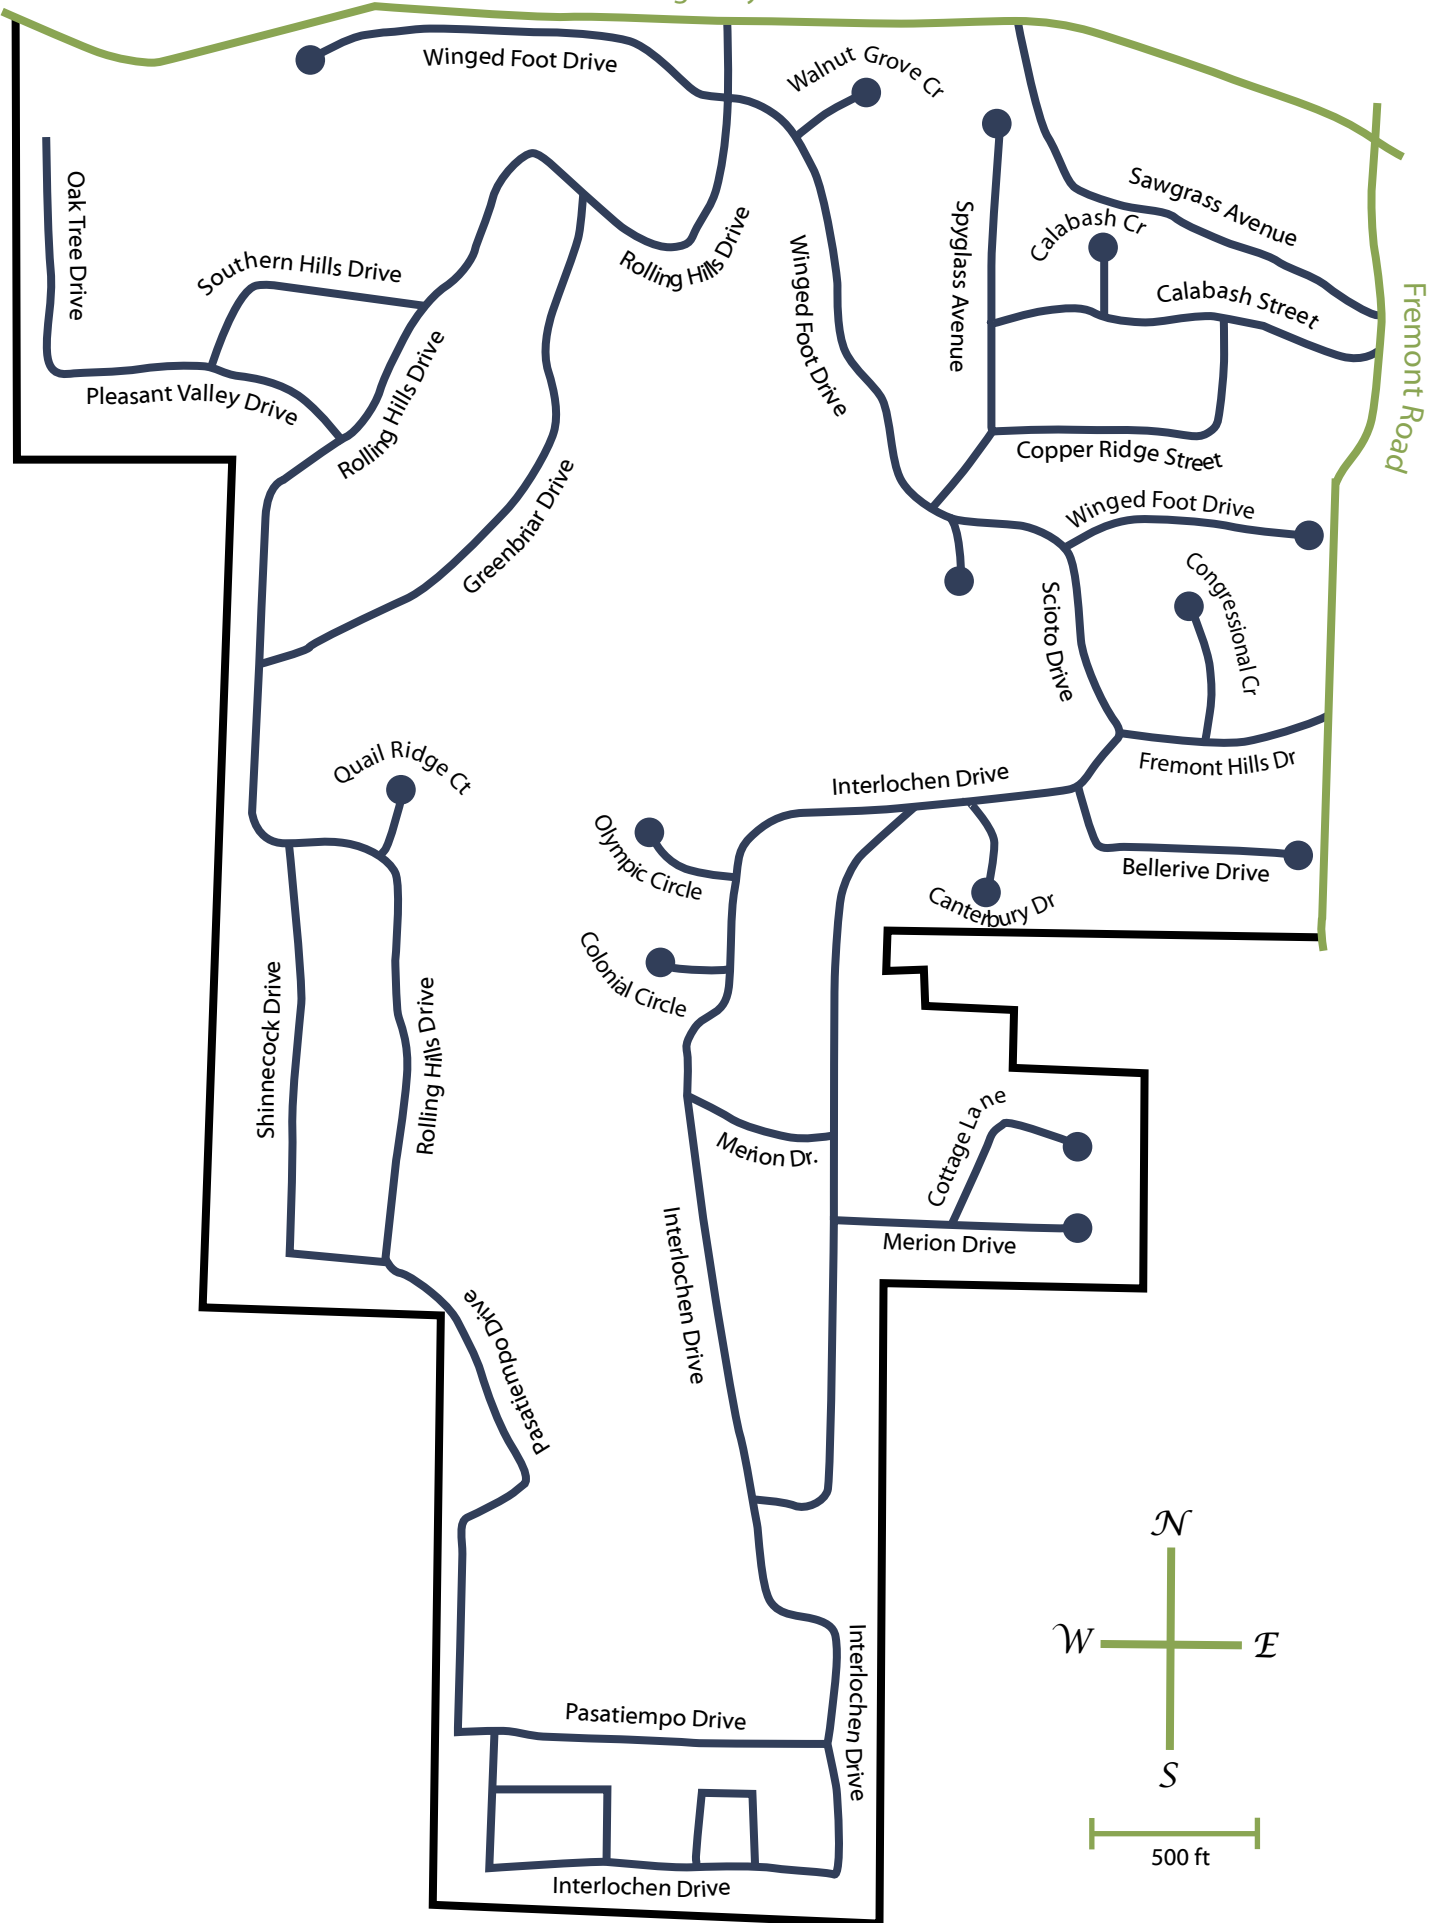 Winged Foot Drive
Walnut Grove Cr
Oak Tree Drive
Southern Hills Drive
Rolling Hills Drive
Spyglass Avenue
Sawgrass Avenue
Calabash Cr
Calabash Street
Fremont Road
Winged Foot Drive
Pleasant Valley Drive
Rolling Hills Drive
Copper Ridge Street
Greenbriar Drive
Winged Foot Drive
Congressional Cr
Scioto Drive
Quail Ridge Ct
Interlochen Drive
Fremont Hills Dr
Olympic Circle
Bellerive Drive
Canterbury Dr
Colonial Circle
Shinnecock Drive
Rolling Hills Drive
Cottage Lane
Merion Dr.
Merion Drive
Interlochen Drive
Pasatiempo Drive
N
W
E
S
Interlochen Drive
Pasatiempo Drive
500 ft
Interlochen Drive